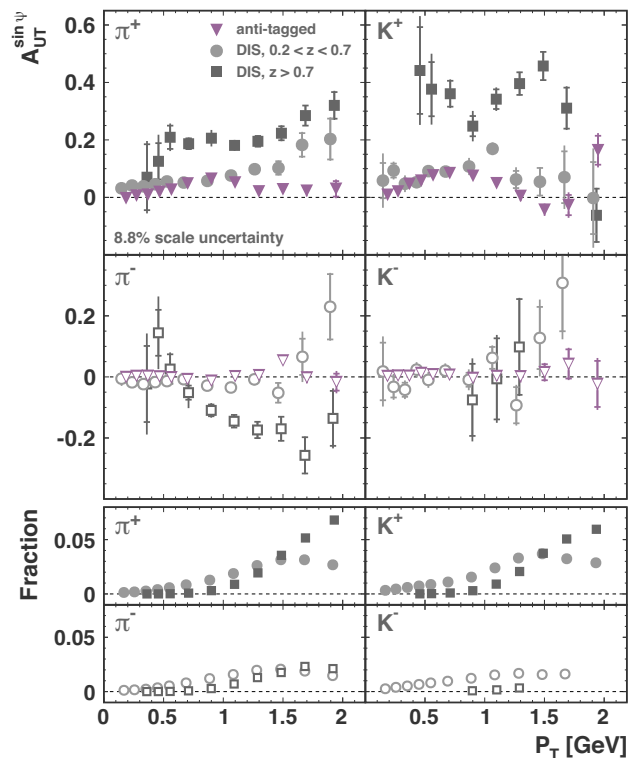 A_UT^{sin ψ}
π+
anti-tagged
DIS, 0.2 < z < 0.7
DIS, z > 0.7
K+
0.6
0.4
0.2
0
8.8% scale uncertainty
π-
K-
0.2
0
-0.2
Fraction
π+
K+
0.05
0
π-
K-
0.05
0
0 0.5 1 1.5 2 0.5 1 1.5 2
P_T [GeV]